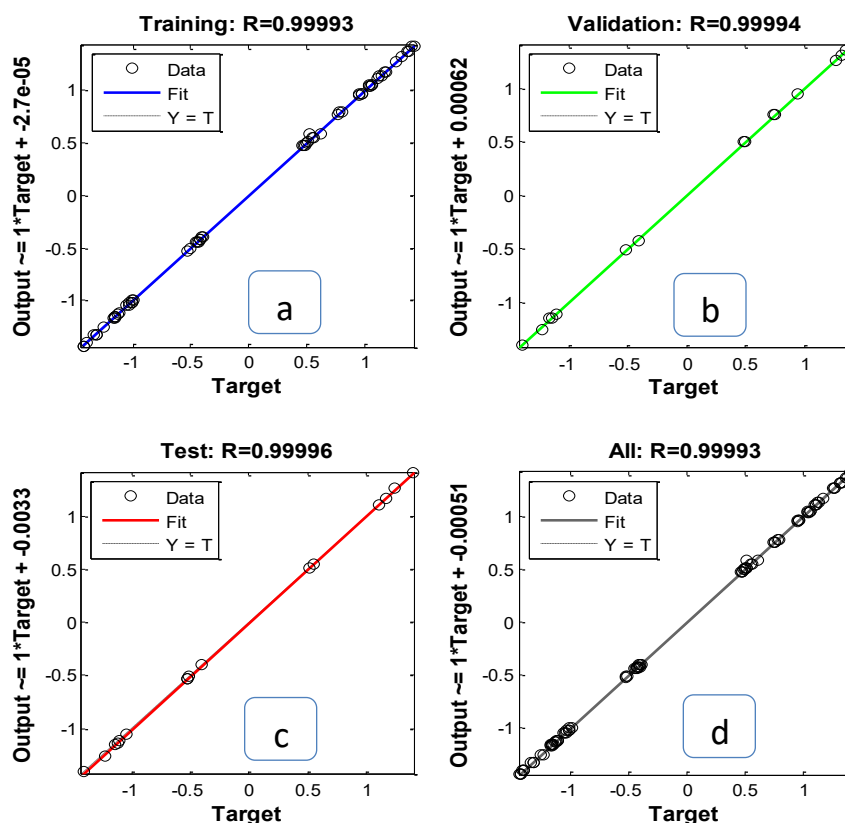 Training: R=0.99993
Output ~= 1*Target + -2.7e-05
Data
Fit
Y = T
1
0.5
0
-0.5
-1
a
-1 -0.5 0 0.5 1
Target
Validation: R=0.99994
Output ~= 1*Target + 0.00062
Data
Fit
Y = T
1
0.5
0
-0.5
-1
b
-1 -0.5 0 0.5 1
Target
Test: R=0.99996
Output ~= 1*Target + -0.0033
Data
Fit
Y = T
1
0.5
0
-0.5
-1
c
-1 -0.5 0 0.5 1
Target
All: R=0.99993
Output ~= 1*Target + -0.00051
Data
Fit
Y = T
1
0.5
0
-0.5
-1
d
-1 -0.5 0 0.5 1
Target